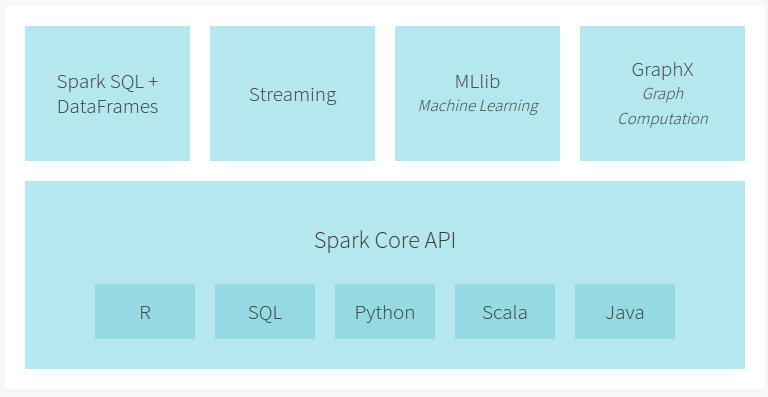 Spark SQL +
DataFrames
Streaming
MLlib
Machine Learning
GraphX
Graph
Computation
Spark Core API
R
SQL
Python
Scala
Java